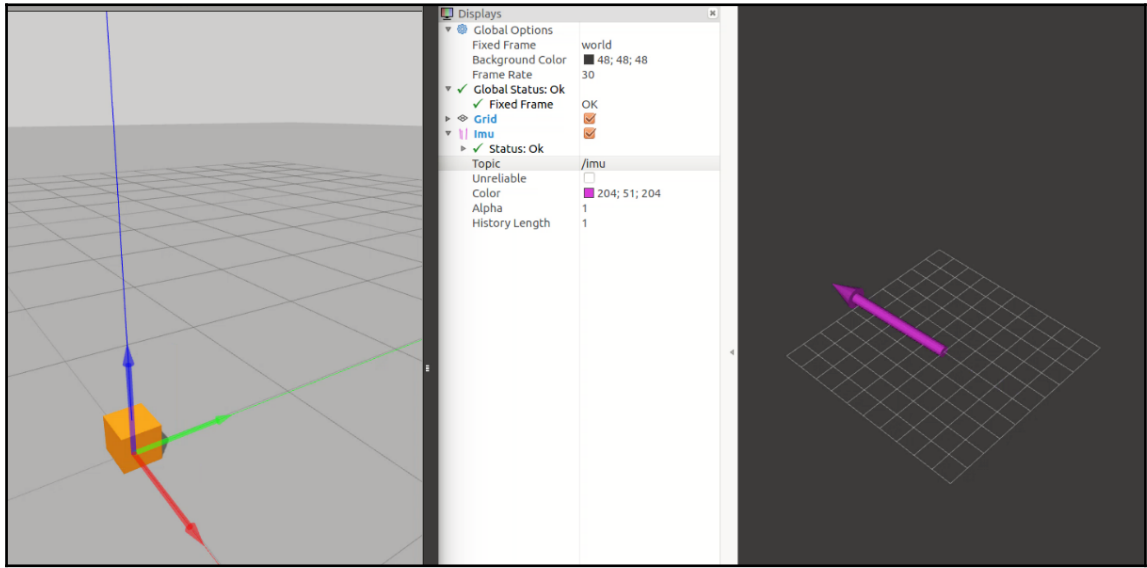 Displays
Global Options
Fixed Frame world
Background Color 48; 48; 48
Frame Rate 30
Global Status: Ok
Fixed Frame OK
Grid
Imu
Status: Ok
Topic /imu
Unreliable
Color 204; 51; 204
Alpha 1
History Length 1